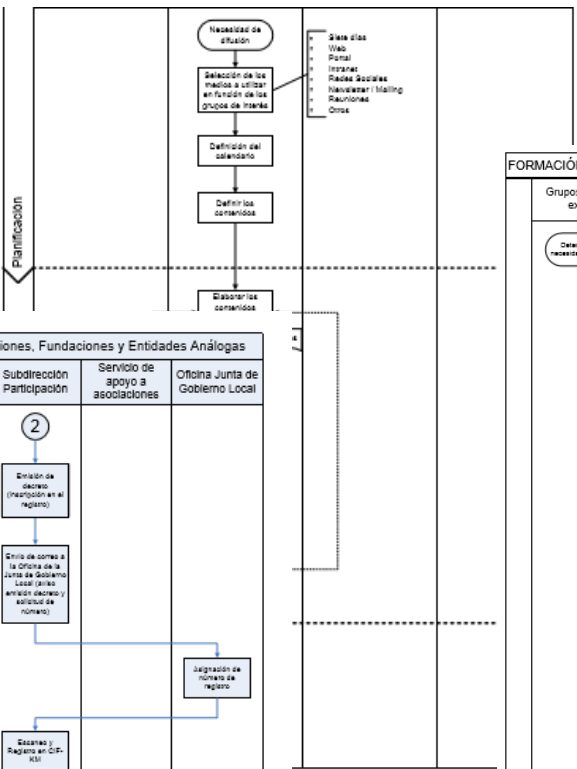 Necesidad de
difusión
Selección de los
medios a utilizar
en función de los
grupos de interés
Siete días
Web
Portal
Intranet
Redes Sociales
Newsletter / Mailing
Reuniones
Otros
Definición del
calendario
Definir los
contenidos
Planificación
Elaborar los
contenidos
FORMACIÓN
Grupos
ex
Dete
necesida
iones, Fundaciones y Entidades Análogas
Subdirección
Participación
Servicio de
apoyo a
asociaciones
Oficina Junta de
Gobierno Local
2
Emisión de
decreto
(inscripción en el
registro)
Envío de correo a
la Oficina de la
Junta de Gobierno
Local (aviso
emisión decreto y
solicitud de
número)
Asignación de
número de
registro
Escaneo y
Registro en CIF-
KM